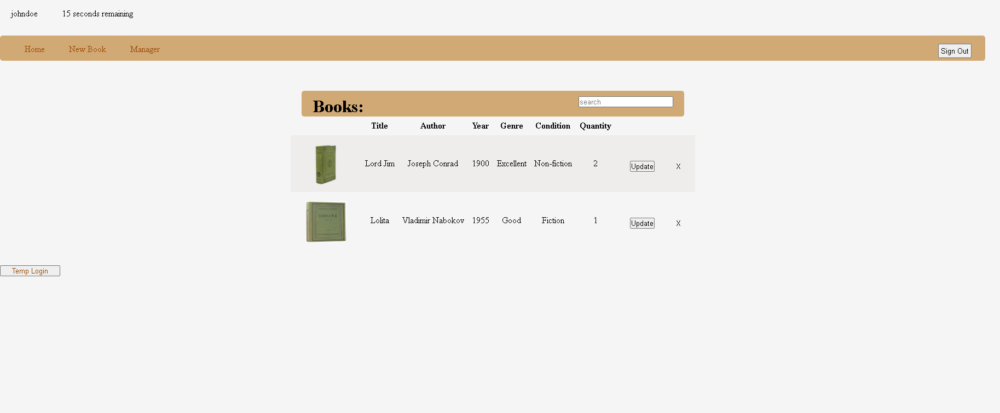 johndoe 15 seconds remaining
Home New Book Manager Sign Out
Books: search
Title Author Year Genre Condition Quantity
Lord Jim Joseph Conrad 1900 Excellent Non-fiction 2 Update X
LOLITA
Lolita Vladimir Nabokov 1955 Good Fiction 1 Update X
Temp Login